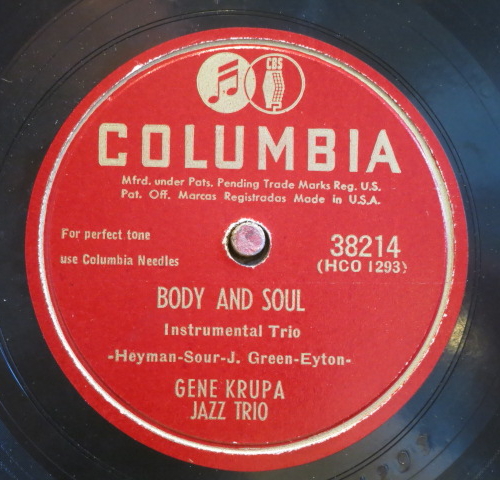 CBS
COLUMBIA
Mfrd. under Pats. Pending Trade Marks Reg. U.S.
Pat. Off. Marcas Registradas Made in U.S.A.
For perfect tone
use Columbia Needles
38214
(HCO 1293)
BODY AND SOUL
Instrumental Trio
-Heyman-Sour-J. Green-Eyton-
GENE KRUPA
JAZZ TRIO